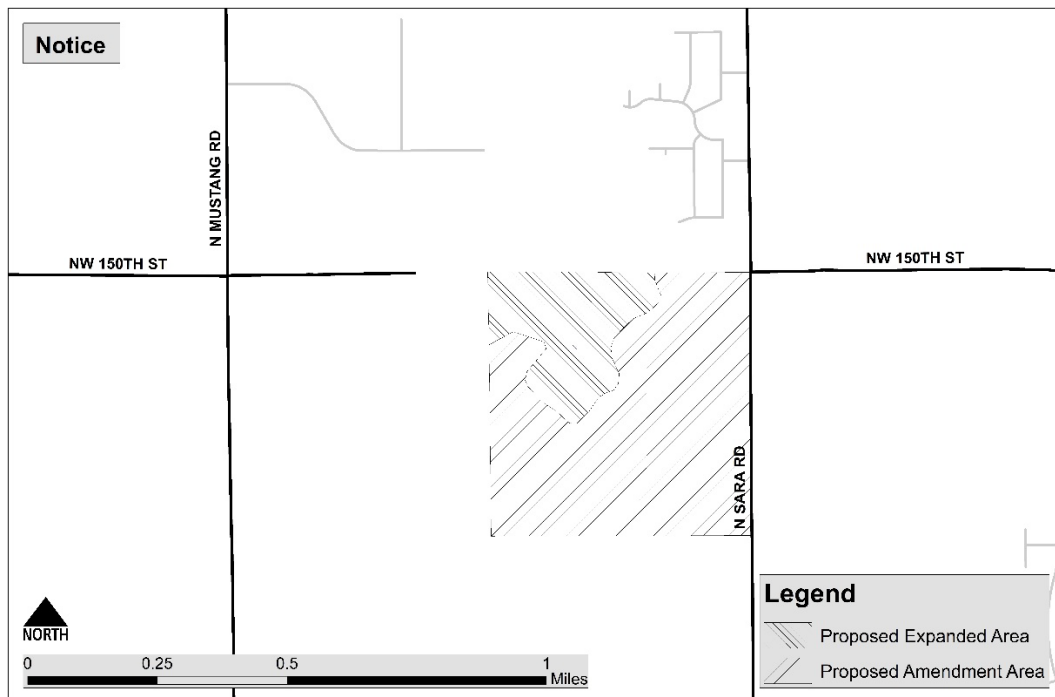 Notice
N MUSTANG RD
NW 150TH ST
NW 150TH ST
N SARA RD
NORTH
0 0.25 0.5 1
Miles
Legend
Proposed Expanded Area
Proposed Amendment Area